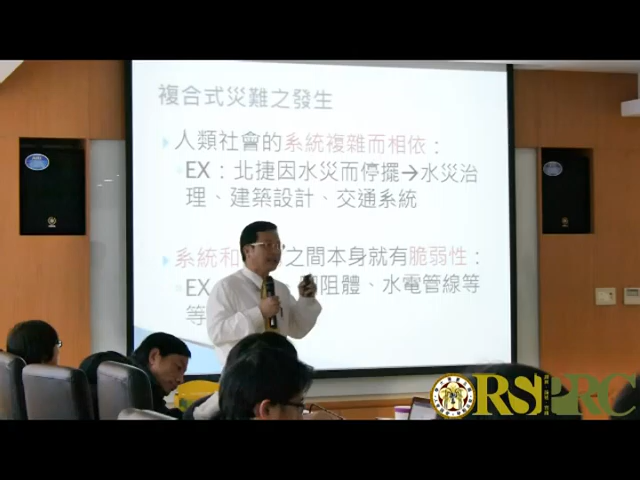 複合式災難之發生
人類社會的系統複雜而相依：
EX：北捷因水災而停擺→水災治
理、建築設計、交通系統
系統和 之間本身就有脆弱性：
EX 阻體、水電管線等
等
ORSPRC